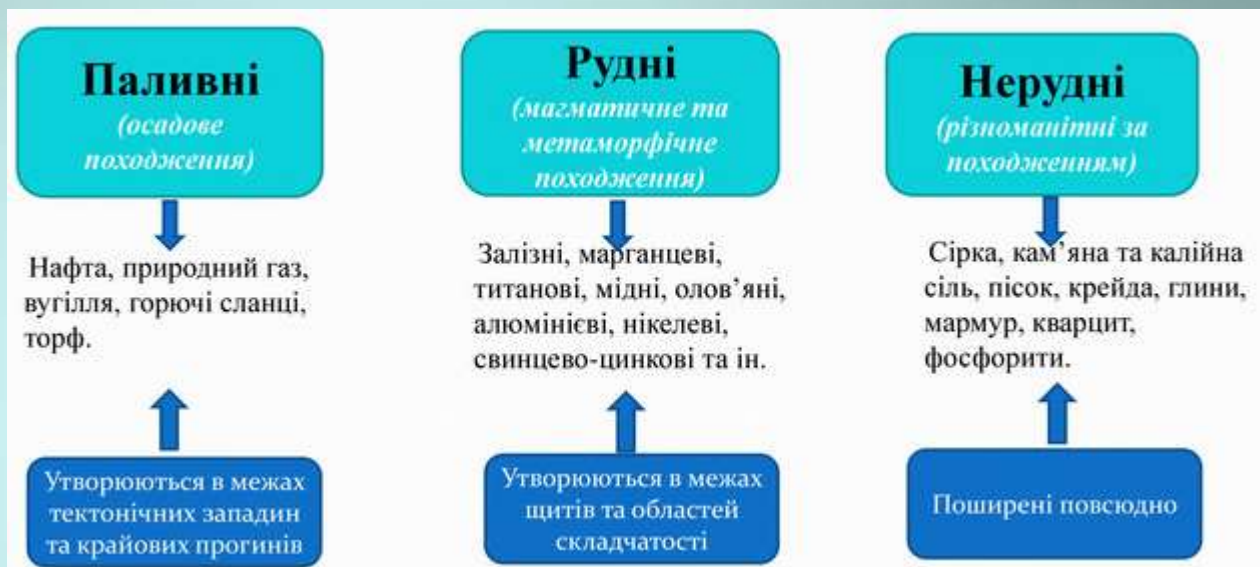 Паливні
(осадове
походження)
Нафта, природний газ,
вугілля, горючі сланці,
торф.
Утворюються в межах
тектонічних западин
та крайових прогинів
Рудні
(магматичне та
метаморфічне
походження)
Залізні, марганцеві,
титанові, мідні, олов’яні,
алюмінієві, нікелеві,
свинцево-цинкові та ін.
Утворюються в межах
щитів та областей
складчатості
Нерудні
(різноманітні за
походженням)
Сірка, кам’яна та калійна
сіль, пісок, крейда, глини,
мармур, кварцит,
фосфорити.
Поширені повсюдно